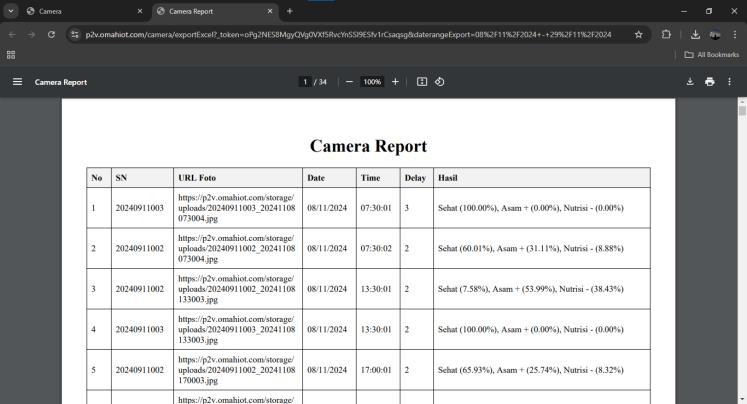 Camera
Camera Report
p2v.omahiot.com/camera/exportExcel?_token=oPg2NES8MgyQVg0VXf5RvcYnSSI9ESfv1rCsaqsg&daterangeExport=08%2F11%2F2024+-+29%2F11%2F2024
All Bookmarks
Camera Report
1 / 34
100%
Camera Report
No SN URL Foto Date Time Delay Hasil
1 20240911003 https://p2v.omahiot.com/storage/
uploads/20240911003_20241108
073004.jpg 08/11/2024 07:30:01 3 Sehat (100.00%), Asam + (0.00%), Nutrisi - (0.00%)
2 20240911002 https://p2v.omahiot.com/storage/
uploads/20240911002_20241108
073004.jpg 08/11/2024 07:30:02 2 Sehat (60.01%), Asam + (31.11%), Nutrisi - (8.88%)
3 20240911002 https://p2v.omahiot.com/storage/
uploads/20240911002_20241108
133003.jpg 08/11/2024 13:30:01 2 Sehat (7.58%), Asam + (53.99%), Nutrisi - (38.43%)
4 20240911003 https://p2v.omahiot.com/storage/
uploads/20240911003_20241108
133003.jpg 08/11/2024 13:30:01 2 Sehat (100.00%), Asam + (0.00%), Nutrisi - (0.00%)
5 20240911002 https://p2v.omahiot.com/storage/
uploads/20240911002_20241108
170003.jpg 08/11/2024 17:00:01 2 Sehat (65.93%), Asam + (25.74%), Nutrisi - (8.32%)
https://p2v.omahiot.com/storage/